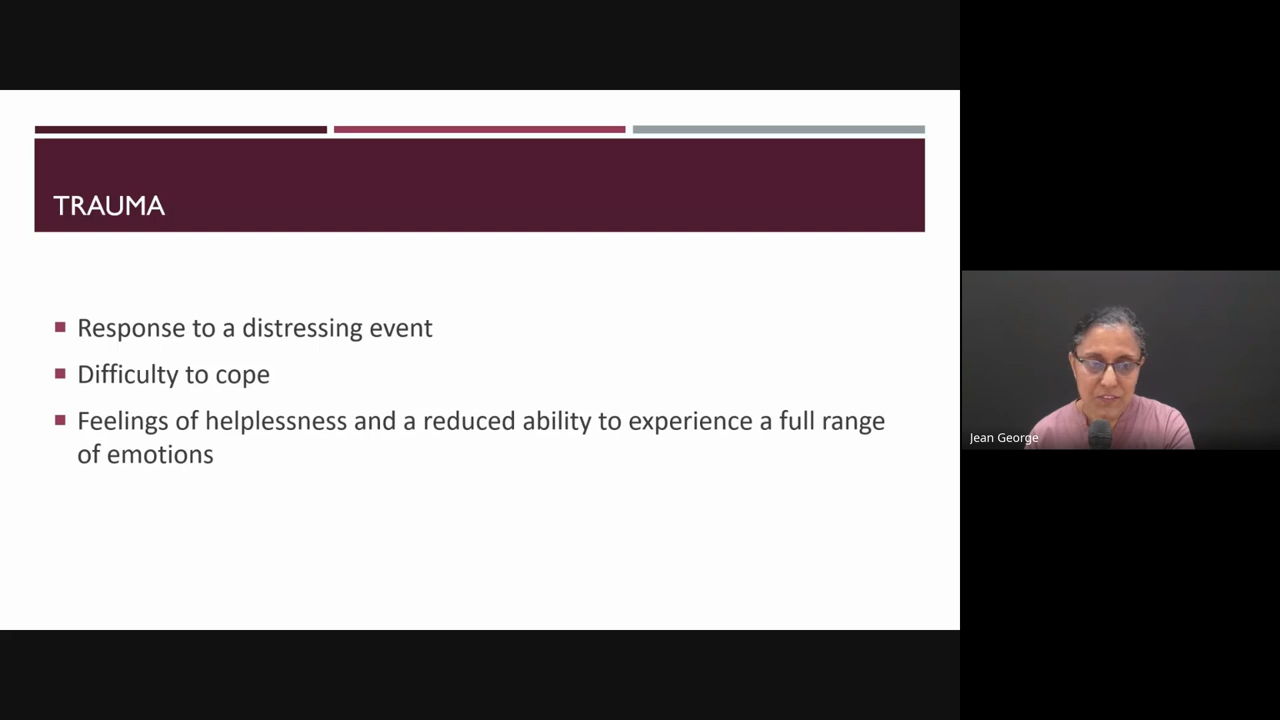 TRAUMA
Response to a distressing event
Difficulty to cope
Feelings of helplessness and a reduced ability to experience a full range
of emotions
Jean George